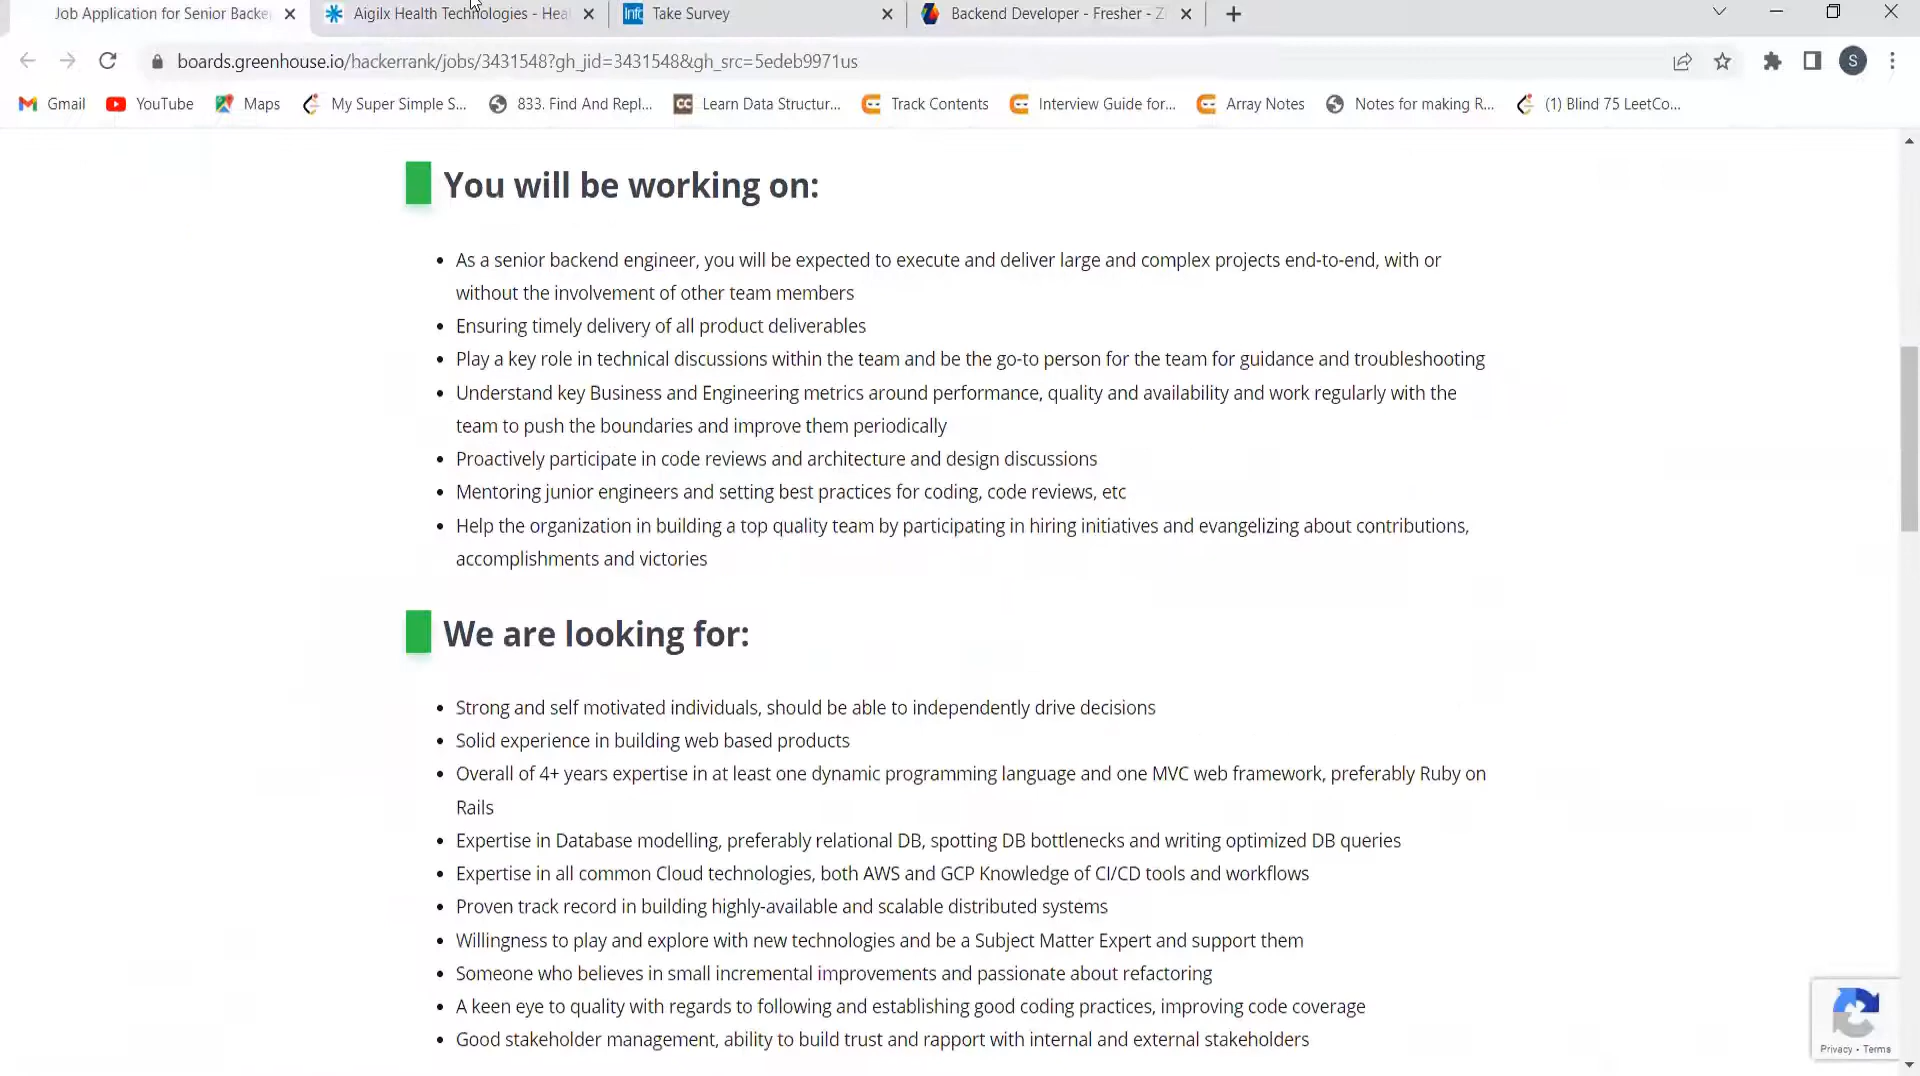 Job Application for Senior Backe
Aigilx Health Technologies - Hea
Info
Take Survey
Backend Developer - Fresher - Z
boards.greenhouse.io/hackerrank/jobs/3431548?gh_jid=3431548&gh_src=5edeb9971us
S
Gmail
YouTube
Maps
My Super Simple S...
833. Find And Repl...
CC
Learn Data Structur...
Track Contents
Interview Guide for...
Array Notes
Notes for making R...
(1) Blind 75 LeetCo...
You will be working on:
As a senior backend engineer, you will be expected to execute and deliver large and complex projects end-to-end, with or
without the involvement of other team members
Ensuring timely delivery of all product deliverables
Play a key role in technical discussions within the team and be the go-to person for the team for guidance and troubleshooting
Understand key Business and Engineering metrics around performance, quality and availability and work regularly with the
team to push the boundaries and improve them periodically
Proactively participate in code reviews and architecture and design discussions
Mentoring junior engineers and setting best practices for coding, code reviews, etc
Help the organization in building a top quality team by participating in hiring initiatives and evangelizing about contributions,
accomplishments and victories
We are looking for:
Strong and self motivated individuals, should be able to independently drive decisions
Solid experience in building web based products
Overall of 4+ years expertise in at least one dynamic programming language and one MVC web framework, preferably Ruby on
Rails
Expertise in Database modelling, preferably relational DB, spotting DB bottlenecks and writing optimized DB queries
Expertise in all common Cloud technologies, both AWS and GCP Knowledge of CI/CD tools and workflows
Proven track record in building highly-available and scalable distributed systems
Willingness to play and explore with new technologies and be a Subject Matter Expert and support them
Someone who believes in small incremental improvements and passionate about refactoring
A keen eye to quality with regards to following and establishing good coding practices, improving code coverage
Good stakeholder management, ability to build trust and rapport with internal and external stakeholders
Privacy - Terms